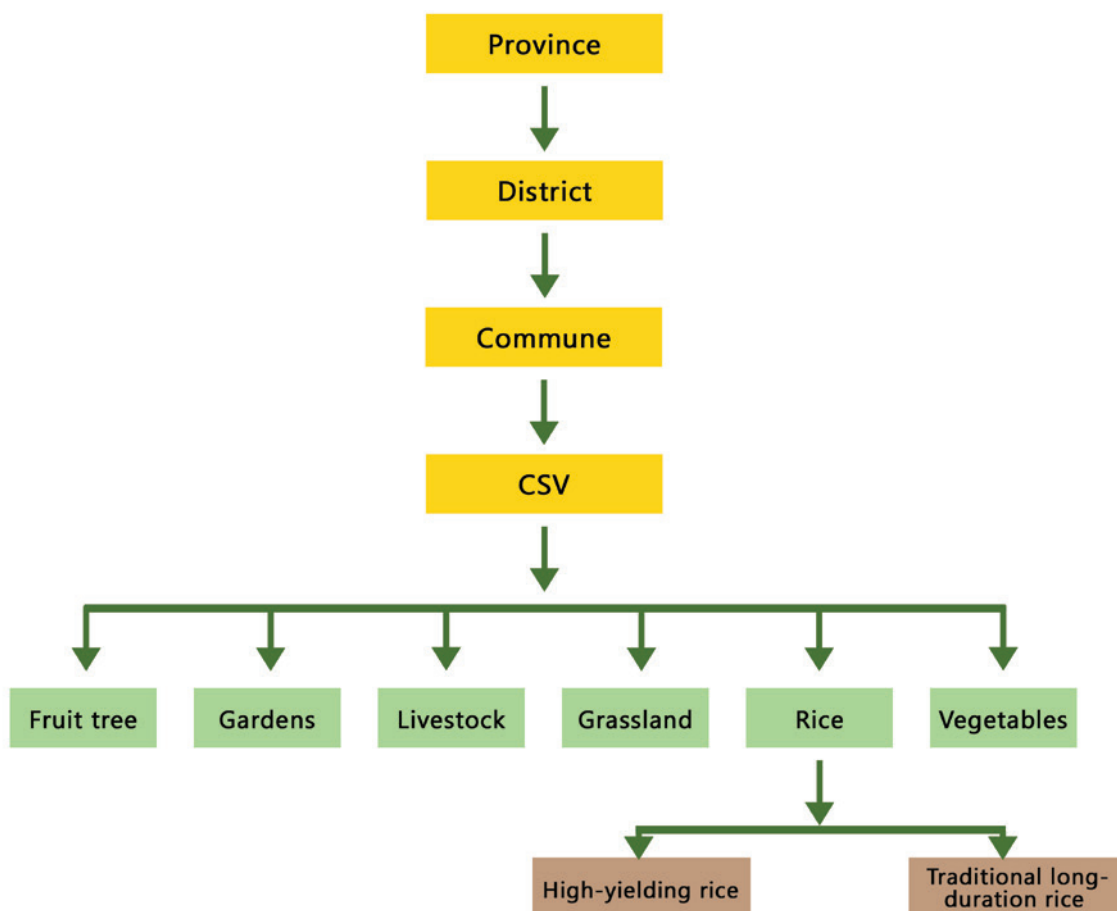 Province
District
Commune
CSV
Fruit tree
Gardens
Livestock
Grassland
Rice
Vegetables
High-yielding rice
Traditional long-
duration rice